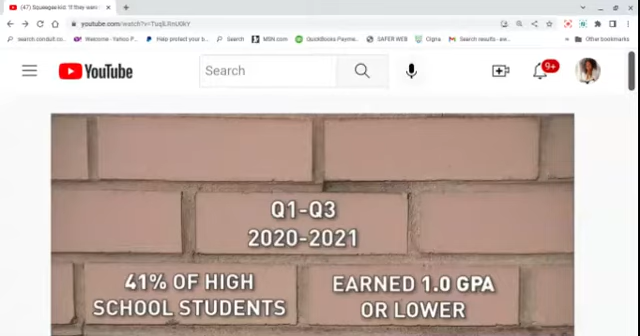 (47) Squeegee kid: 'If they want
youtube.com/watch?v=
search.conduit.co...
Welcome - Yahoo F...
Help protect your b...
Search
MSN.com
QuickBooks Payme...
SAFER WEB
Cigna
Search results - aw...
»
Other bookmarks
YouTube
Search
9+
Q1-Q3
2020-2021
41% OF HIGH
SCHOOL STUDENTS
EARNED 1.0 GPA
OR LOWER